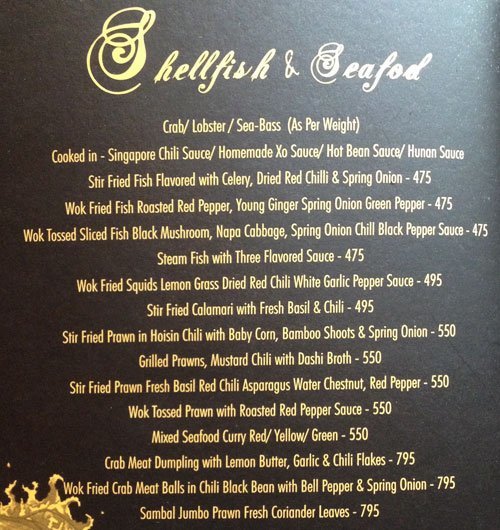 Shellfish & Seafod
Crab/ Lobster / Sea-Bass (As Per Weight)
Cooked in - Singapore Chili Sauce/ Homemade Xo Sauce/ Hot Bean Sauce/ Hunan Sauce
Stir Fried Fish Flavored with Celery, Dried Red Chilli & Spring Onion - 475
Wok Fried Fish Roasted Red Pepper, Young Ginger Spring Onion Green Pepper - 475
Wok Tossed Sliced Fish Black Mushroom, Napa Cabbage, Spring Onion Chill Black Pepper Sauce - 475
Steam Fish with Three Flavored Sauce - 475
Wok Fried Squids Lemon Grass Dried Red Chili White Garlic Pepper Sauce - 495
Stir Fried Calamari with Fresh Basil & Chili - 495
Stir Fried Prawn in Hoisin Chili with Baby Corn, Bamboo Shoots & Spring Onion - 550
Grilled Prawns, Mustard Chili with Dashi Broth - 550
Stir Fried Prawn Fresh Basil Red Chili Asparagus Water Chestnut, Red Pepper - 550
Wok Tossed Prawn with Roasted Red Pepper Sauce - 550
Mixed Seafood Curry Red/ Yellow/ Green - 550
Crab Meat Dumpling with Lemon Butter, Garlic & Chili Flakes - 795
Wok Fried Crab Meat Balls in Chili Black Bean with Bell Pepper & Spring Onion - 795
Sambal Jumbo Prawn Fresh Coriander Leaves - 795